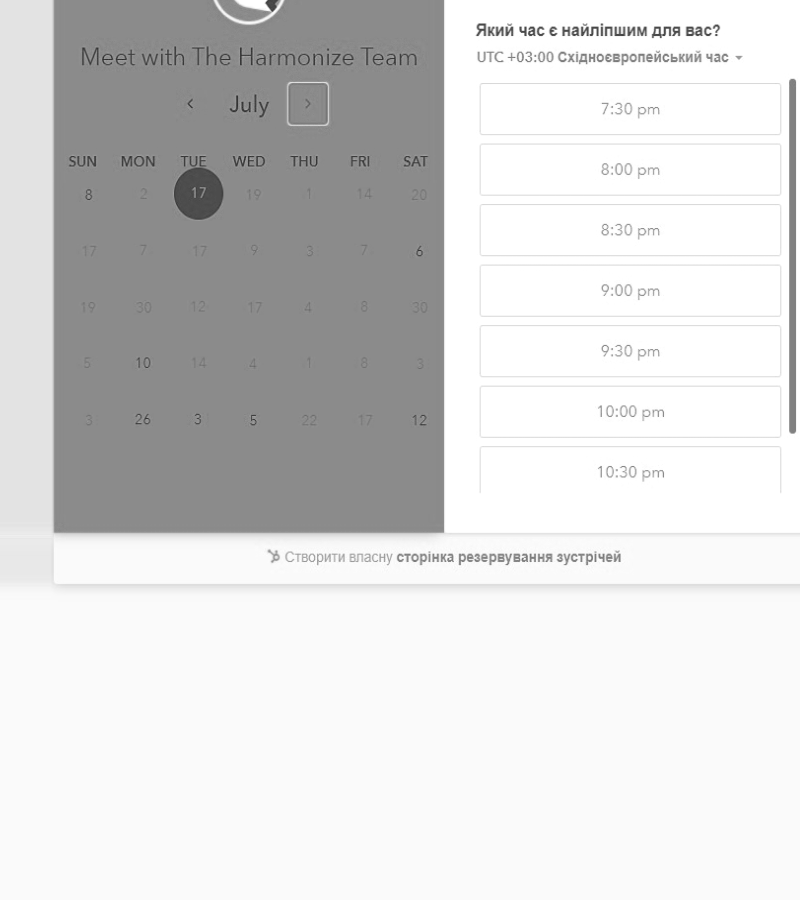 Meet with The Harmonize Team
July
SUN MON TUE WED THU FRI SAT
8 2 17 19 1 14 20
17 7 17 9 3 7 6
19 30 12 17 4 8 30
5 10 14 4 1 8 3
3 26 3 5 22 17 12
Який час є найліпшим для вас?
UTC +03:00 Східноєвропейський час
7:30 pm
8:00 pm
8:30 pm
9:00 pm
9:30 pm
10:00 pm
10:30 pm
Створити власну сторінка резервування зустрічей